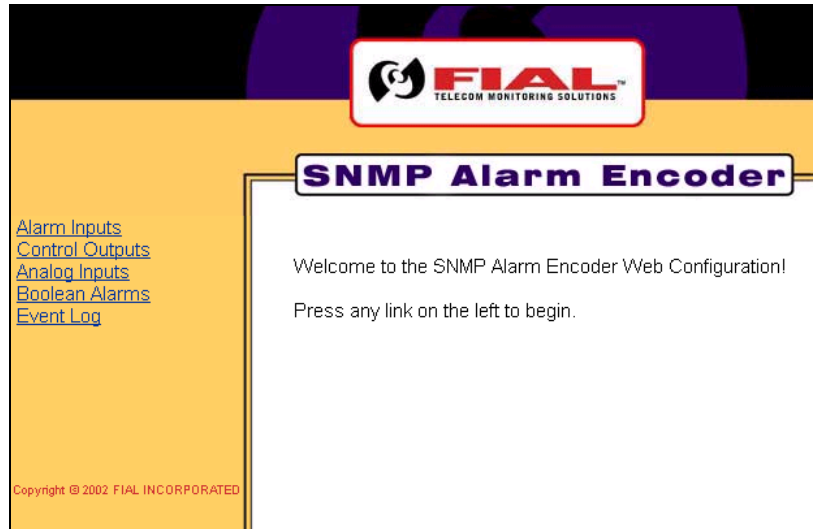 FIAL™
TELECOM MONITORING SOLUTIONS
SNMP Alarm Encoder
Alarm Inputs
Control Outputs
Analog Inputs
Boolean Alarms
Event Log
Welcome to the SNMP Alarm Encoder Web Configuration!
Press any link on the left to begin.
Copyright © 2002 FIAL INCORPORATED